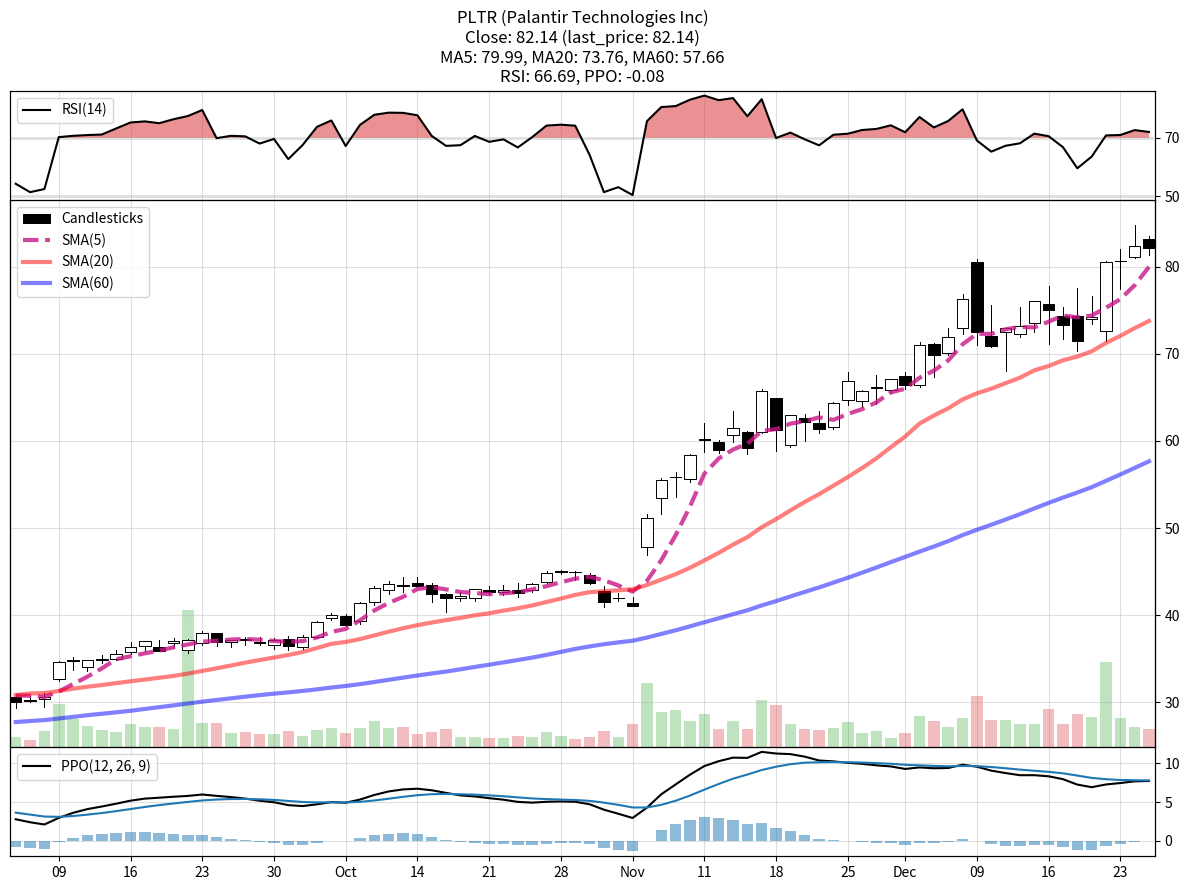 PLTR (Palantir Technologies Inc)
Close: 82.14 (last_price: 82.14)
MA5: 79.99, MA20: 73.76, MA60: 57.66
RSI: 66.69, PPO: -0.08
RSI(14)
70
50
Candlesticks
SMA(5)
SMA(20)
SMA(60)
80
70
60
50
40
30
PPO(12, 26, 9)
10
5
0
09 16 23 30 Oct 14 21 28 Nov 11 18 25 Dec 09 16 23